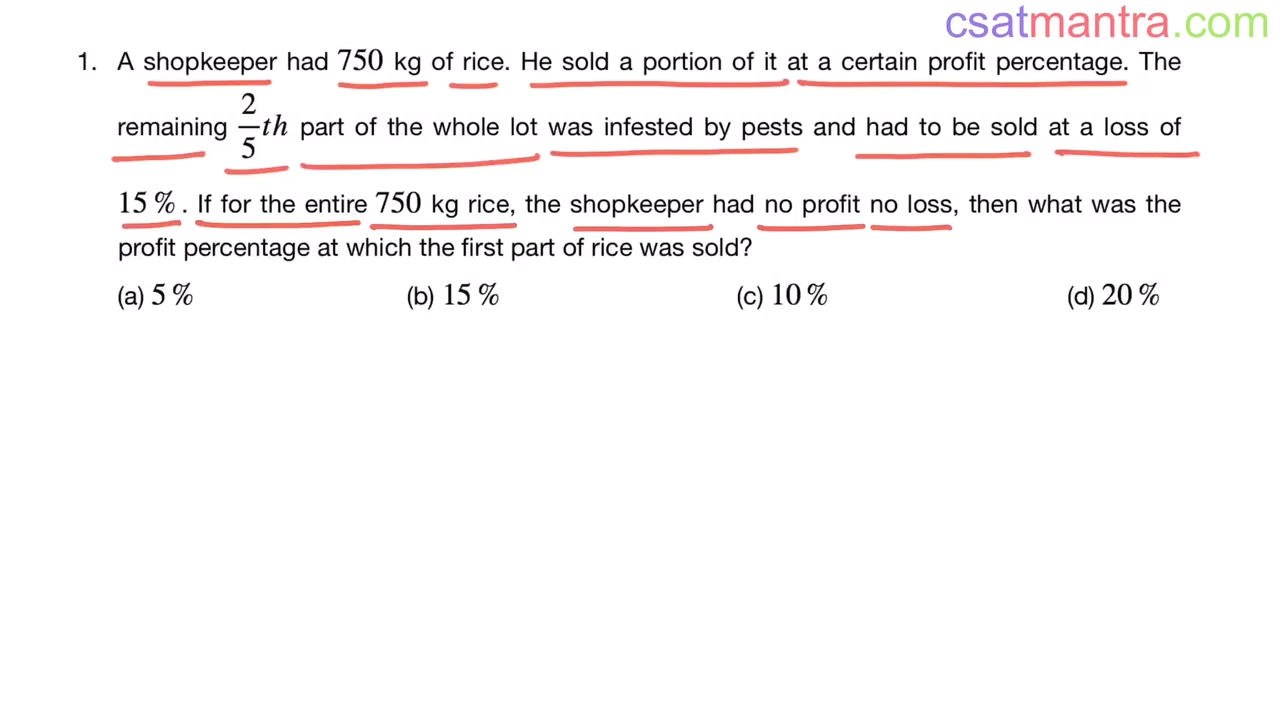 csatmantra.com
1. A shopkeeper had 750 kg of rice. He sold a portion of it at a certain profit percentage. The
remaining 2/5 th part of the whole lot was infested by pests and had to be sold at a loss of
15 % . If for the entire 750 kg rice, the shopkeeper had no profit no loss, then what was the
profit percentage at which the first part of rice was sold?
(a) 5 % (b) 15 % (c) 10 % (d) 20 %